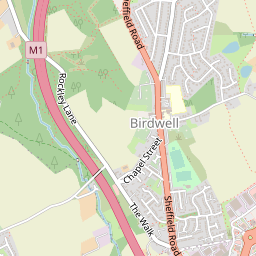 Sheffield Road
M1
Rockley Lane
Birdwell
Chapel Street
The Walk
Sheffield Road